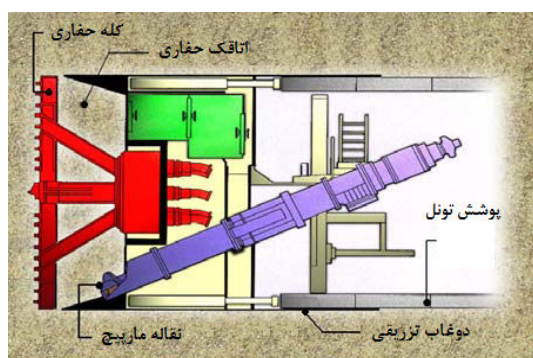 کله حفاری
اتاقک حفاری
پوشش تونل
نقاله مارپیچ
دوغاب تزریقی